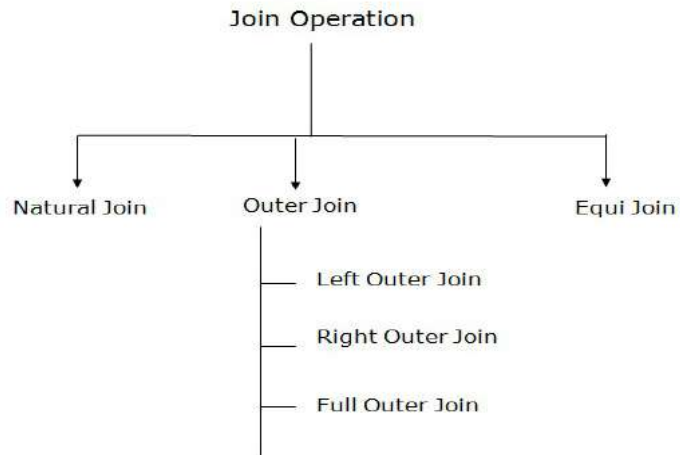 Join Operation
Natural Join
Outer Join
Equi Join
Left Outer Join
Right Outer Join
Full Outer Join